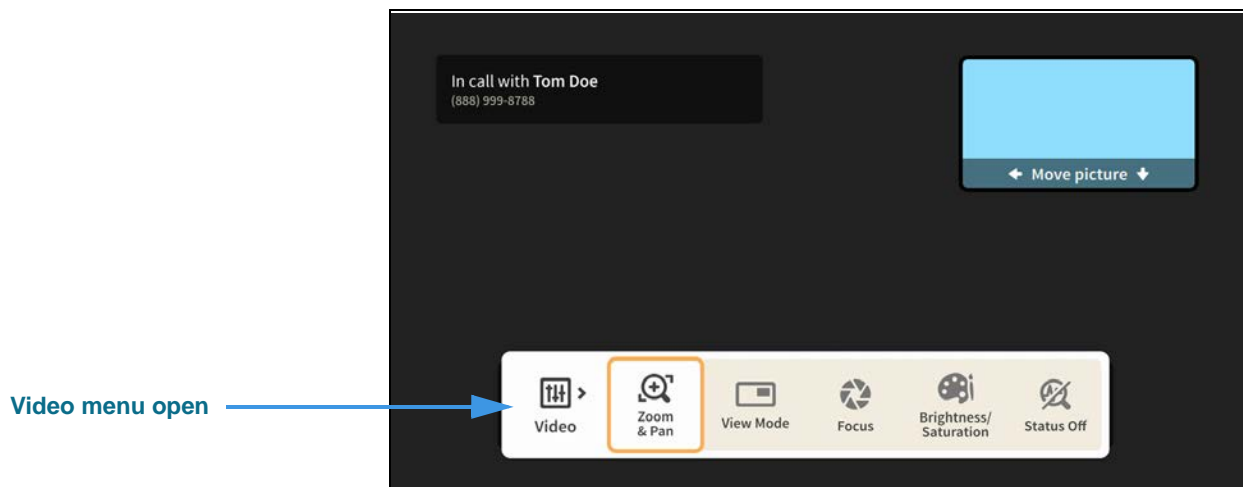 In call with Tom Doe
(888) 999-8788
← Move picture ↓
Video menu open
Video
Zoom
& Pan
View Mode
Focus
Brightness/
Saturation
Status Off